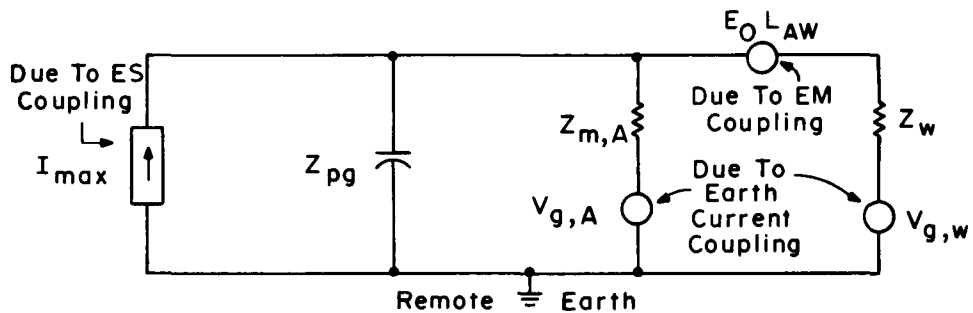 E_O L_AW
Due To ES
Coupling
I_max
Z_pg
Z_m,A
Due To EM
Coupling
Z_w
V_g,A
Due To
Earth
Current
Coupling
V_g,w
Remote Earth